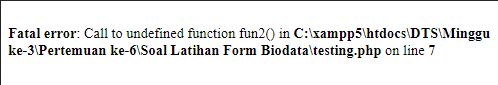 Fatal error: Call to undefined function fun2() in C:\xampp5\htdocs\DTS\Minggu
ke-3\Pertemuan ke-6\Soal Latihan Form Biodata\testing.php on line 7